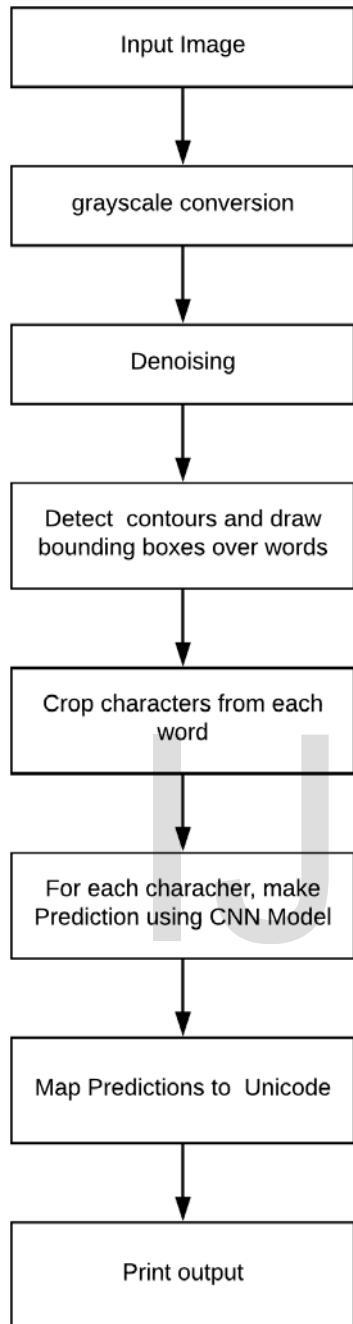 Input Image
grayscale conversion
Denoising
Detect contours and draw
bounding boxes over words
Crop characters from each
word
IJ
For each characher, make
Prediction using CNN Model
Map Predictions to Unicode
Print output